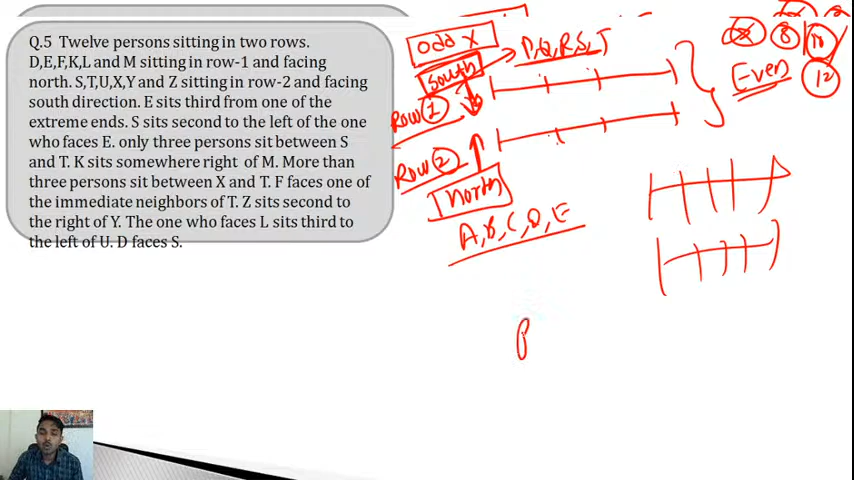 Q.5 Twelve persons sitting in two rows.
D,E,F,K,L and M sitting in row-1 and facing
north. S,T,U,X,Y and Z sitting in row-2 and facing
south direction. E sits third from one of the
extreme ends. S sits second to the left of the one
who faces E. only three persons sit between S
and T. K sits somewhere right of M. More than
three persons sit between X and T. F faces one of
the immediate neighbors of T. Z sits second to
the right of Y. The one who faces L sits third to
the left of U. D faces S.
odd X
South
P,Q,R,S,T
Row 1
Row 2
North
A,B,C,D,E
8
10
Even
12